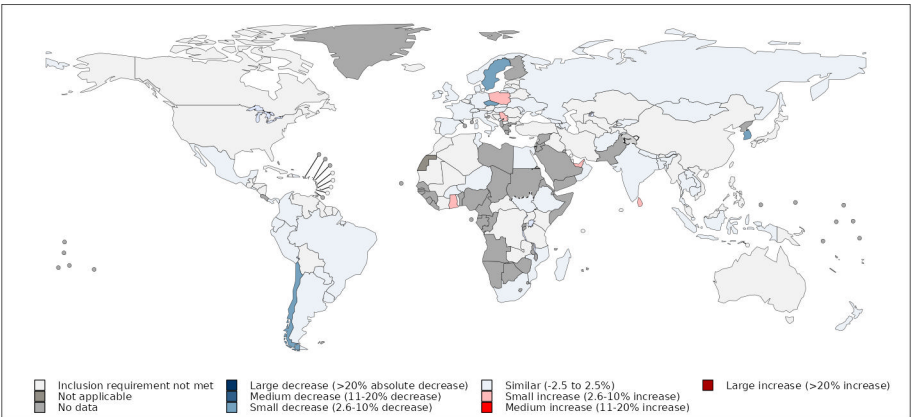 Inclusion requirement not met
Not applicable
No data
Large decrease (>20% absolute decrease)
Medium decrease (11-20% decrease)
Small decrease (2.6-10% decrease)
Similar (-2.5 to 2.5%)
Small increase (2.6-10% increase)
Medium increase (11-20% increase)
Large increase (>20% increase)